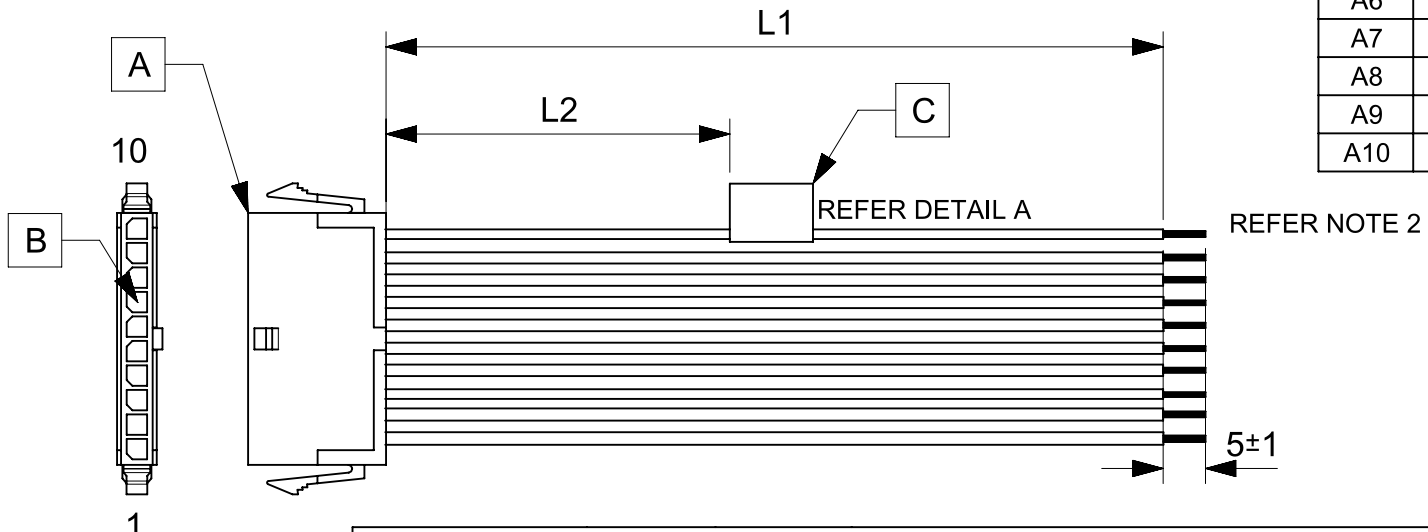 L1
A6
A
A7
A8
L2
C
A9
10
A10
REFER DETAIL A
REFER NOTE 2
B
5±1
1